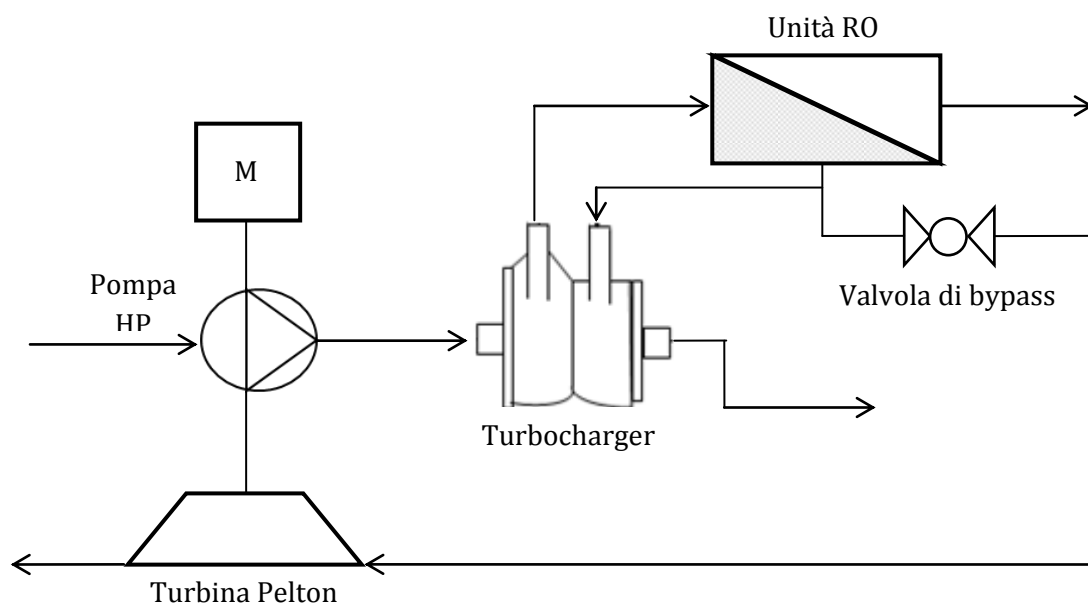 Unità RO
M
Pompa
HP
Valvola di bypass
Turbocharger
Turbina Pelton